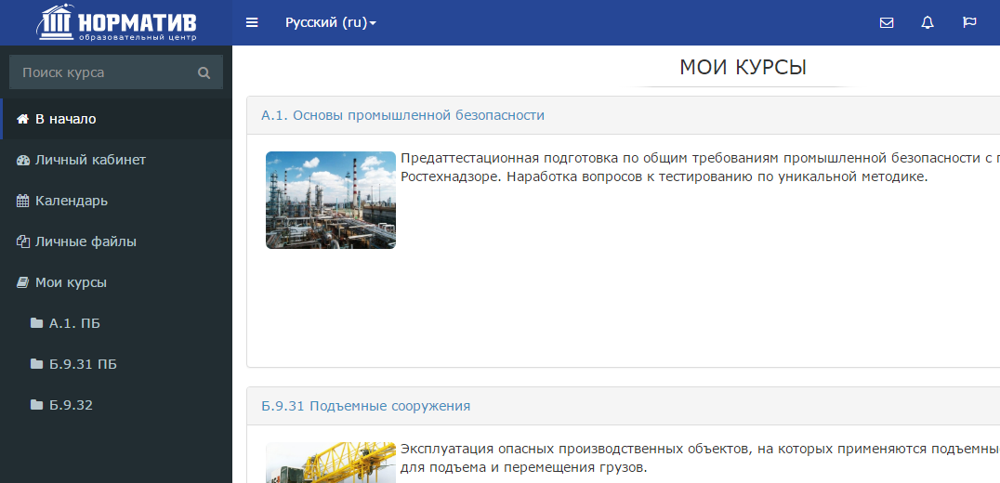 НОРМАТИВ
образовательный центр
Русский (ru)
Поиск курса
В начало
Личный кабинет
Календарь
Личные файлы
Мои курсы
А.1. ПБ
Б.9.31 ПБ
Б.9.32
МОИ КУРСЫ
А.1. Основы промышленной безопасности
Предаттестационная подготовка по общим требованиям промышленной безопасности с
Ростехнадзоре. Наработка вопросов к тестированию по уникальной методике.
Б.9.31 Подъемные сооружения
Эксплуатация опасных производственных объектов, на которых применяются подъемны
для подъема и перемещения грузов.